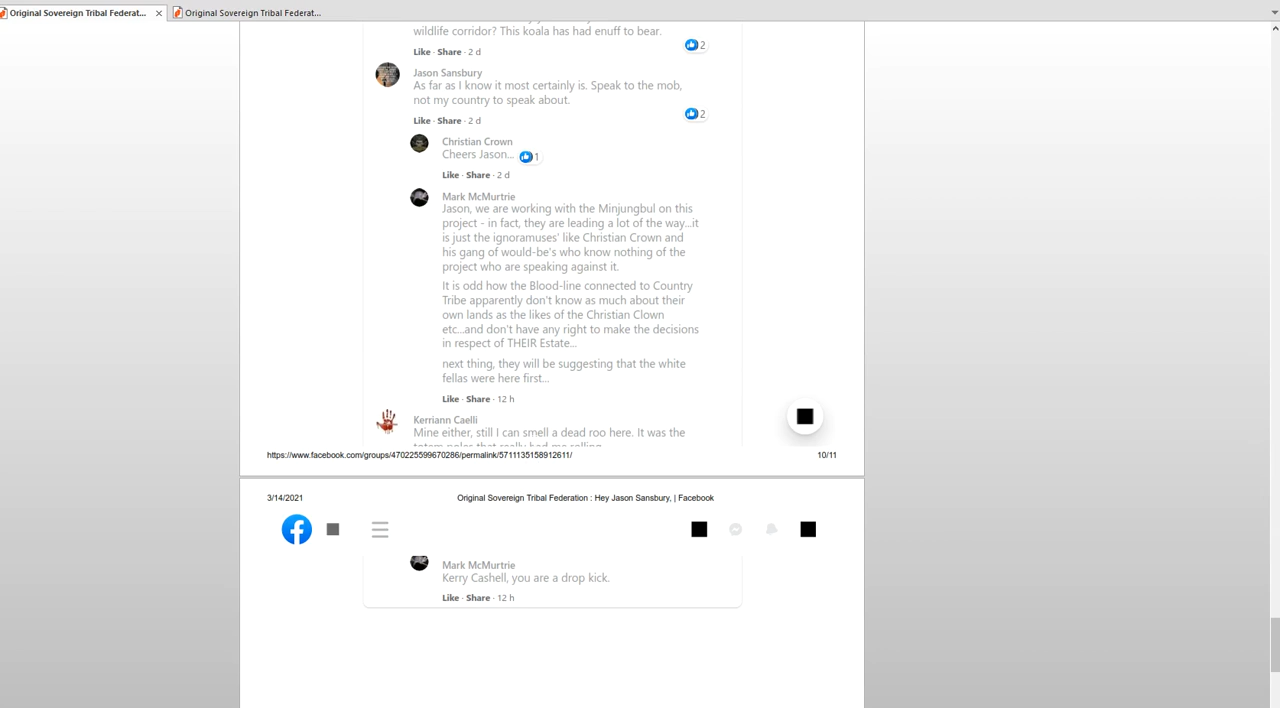 Original Sovereign Tribal Federat... ×
Original Sovereign Tribal Federat...
wildlife corridor? This koala has had enuff to bear.
2
Like · Share · 2 d
Jason Sansbury
As far as I know it most certainly is. Speak to the mob,
not my country to speak about.
2
Like · Share · 2 d
Christian Crown
Cheers Jason... 1
Like · Share · 2 d
Mark McMurtrie
Jason, we are working with the Minjungbul on this
project - in fact, they are leading a lot of the way...it
is just the ignoramuses' like Christian Crown and
his gang of would-be's who know nothing of the
project who are speaking against it.
It is odd how the Blood-line connected to Country
Tribe apparently don't know as much about their
own lands as the likes of the Christian Clown
etc...and don't have any right to make the decisions
in respect of THEIR Estate...
next thing, they will be suggesting that the white
fellas were here first...
Like · Share · 12 h
Kerriann Caelli
Mine either, still I can smell a dead roo here. It was the
https://www.facebook.com/groups/470225599670286/permalink/5711135158912611/ 10/11
3/14/2021 Original Sovereign Tribal Federation : Hey Jason Sansbury, | Facebook
Mark McMurtrie
Kerry Cashell, you are a drop kick.
Like · Share · 12 h